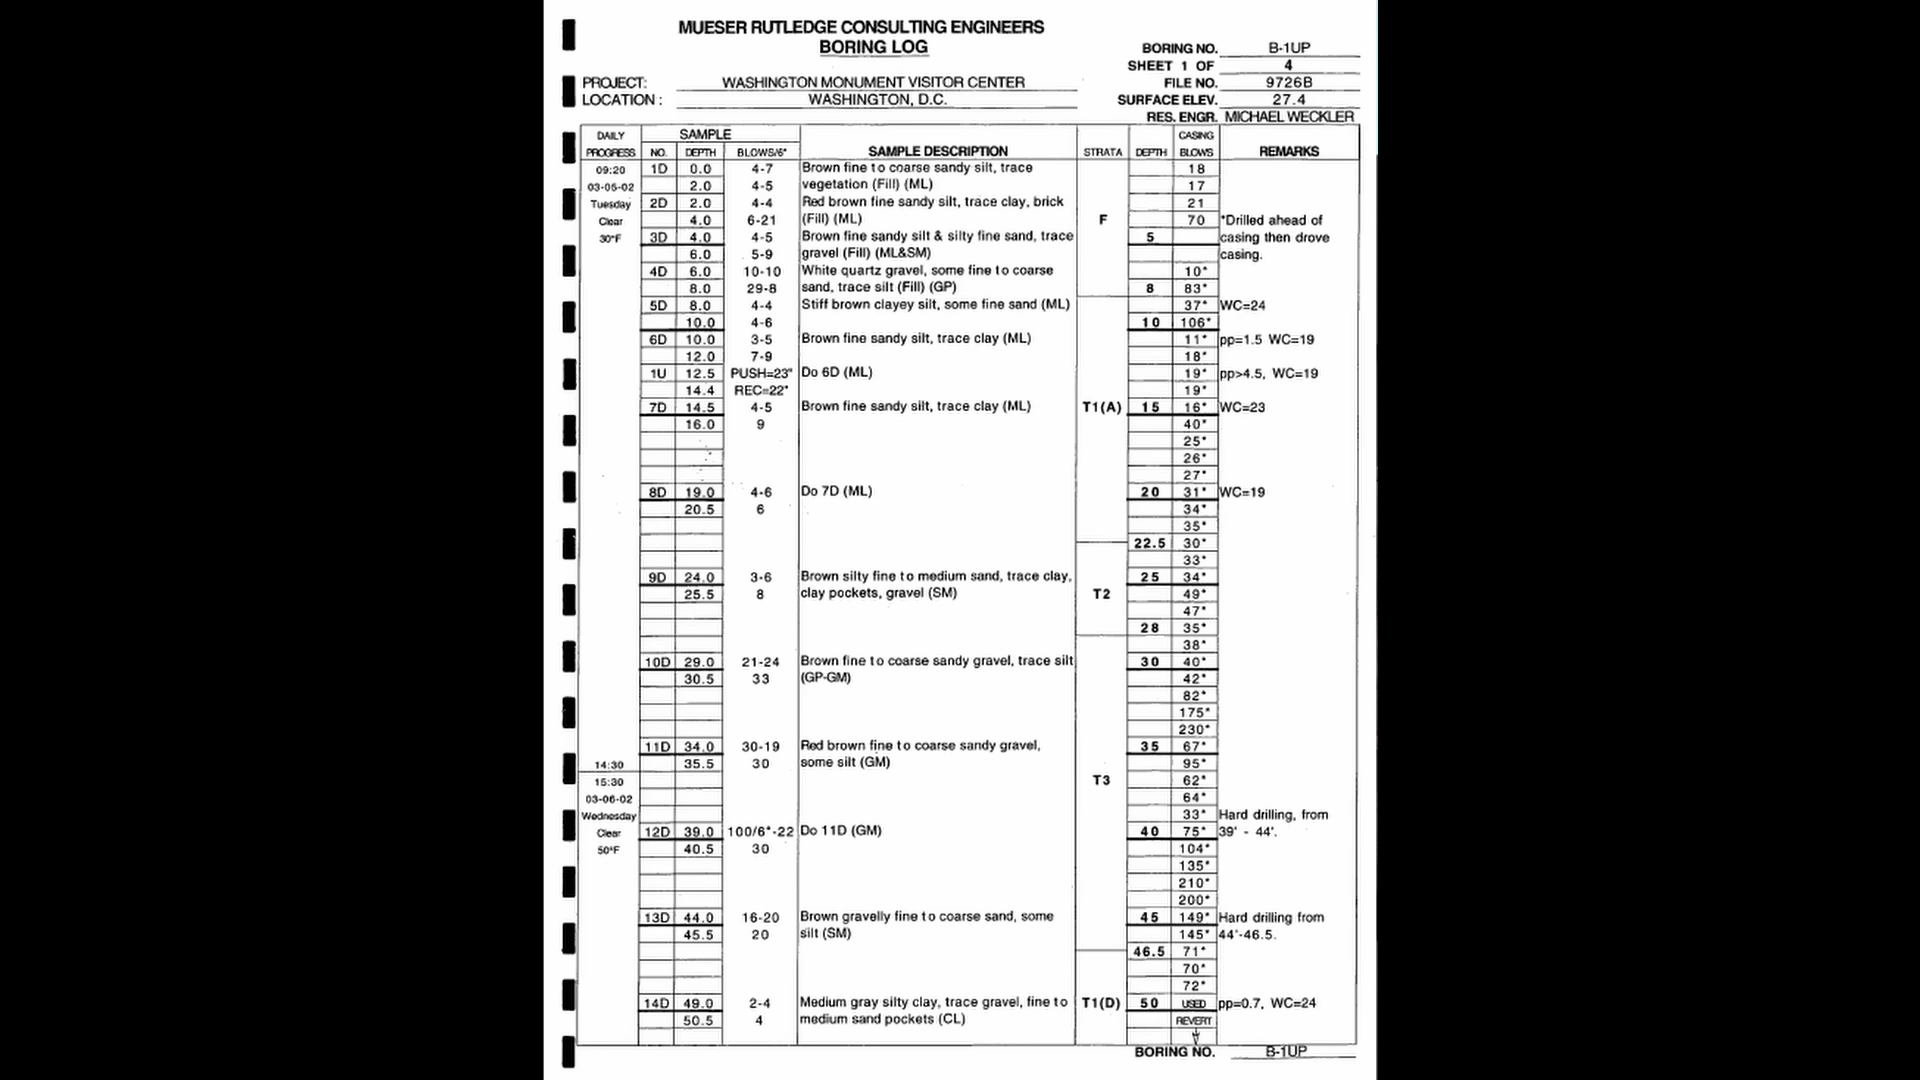 MUESER RUTLEDGE CONSULTING ENGINEERS
BORING LOG
BORING NO. B-1UP
SHEET 1 OF 4
PROJECT: WASHINGTON MONUMENT VISITOR CENTER FILE NO. 9726B
LOCATION : WASHINGTON, D.C. SURFACE ELEV. 27.4
RES. ENGR. MICHAEL WECKLER
DAILY SAMPLE CASING
PROGRESS NO. DEPTH BLOWS/6" SAMPLE DESCRIPTION STRATA DEPTH BLOWS REMARKS
09:20 1D 0.0 4-7 Brown fine to coarse sandy silt, trace 18
03-05-02 2.0 4-5 vegetation (Fill) (ML) 17
Tuesday 2D 2.0 4-4 Red brown fine sandy silt, trace clay, brick 21
Clear 4.0 6-21 (Fill) (ML) F 70 *Drilled ahead of
30°F 3D 4.0 4-5 Brown fine sandy silt & silty fine sand, trace 5 casing then drove
6.0 5-9 gravel (Fill) (ML&SM) casing.
4D 6.0 10-10 White quartz gravel, some fine to coarse 10*
8.0 29-8 sand, trace silt (Fill) (GP) 8 83*
5D 8.0 4-4 Stiff brown clayey silt, some fine sand (ML) 37* WC=24
10.0 4-6 10 106*
6D 10.0 3-5 Brown fine sandy silt, trace clay (ML) 11* pp=1.5 WC=19
12.0 7-9 18*
1U 12.5 PUSH=23" Do 6D (ML) 19* pp>4.5, WC=19
14.4 REC=22" 19*
7D 14.5 4-5 Brown fine sandy silt, trace clay (ML) T1(A) 15 16* WC=23
16.0 9 40*
25*
26*
27*
8D 19.0 4-6 Do 7D (ML) 20 31* WC=19
20.5 6 34*
35*
22.5 30*
33*
9D 24.0 3-6 Brown silty fine to medium sand, trace clay, 25 34*
25.5 8 clay pockets, gravel (SM) T2 49*
47*
28 35*
38*
10D 29.0 21-24 Brown fine to coarse sandy gravel, trace silt 30 40*
30.5 33 (GP-GM) 42*
82*
175*
230*
11D 34.0 30-19 Red brown fine to coarse sandy gravel, 35 67*
14:30 35.5 30 some silt (GM) 95*
15:30 T3 62*
03-06-02 64*
Wednesday 33* Hard drilling, from
Clear 12D 39.0 100/6"-22 Do 11D (GM) 40 75* 39' - 44'.
50°F 40.5 30 104*
135*
210*
200*
13D 44.0 16-20 Brown gravelly fine to coarse sand, some 45 149* Hard drilling from
45.5 20 silt (SM) 145* 44'-46.5.
46.5 71*
70*
72*
14D 49.0 2-4 Medium gray silty clay, trace gravel, fine to T1(D) 50 USED pp=0.7, WC=24
50.5 4 medium sand pockets (CL) REVERT
BORING NO. B-1UP